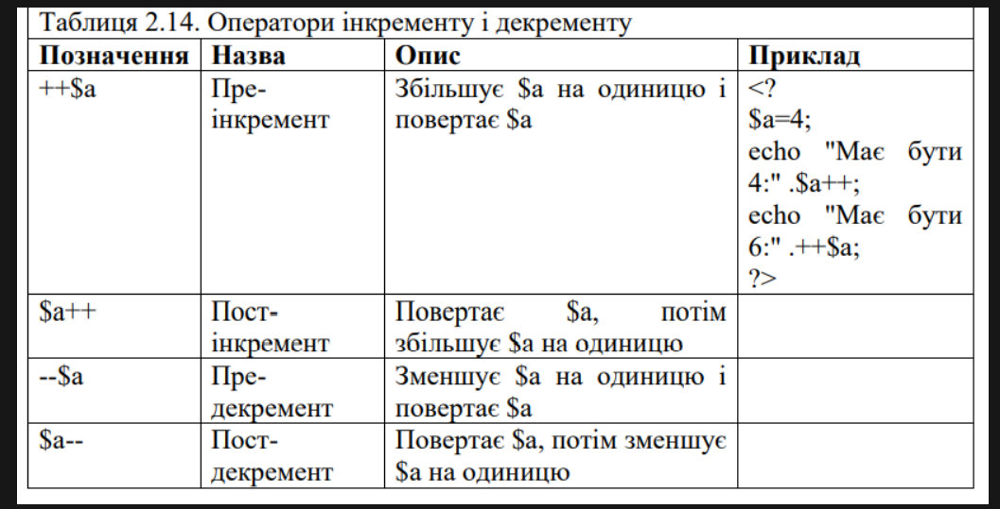 Таблиця 2.14. Оператори інкременту і декременту
Позначення Назва Опис Приклад
++$a
Пре-
інкремент
Збільшує $a на одиницю і
повертає $a
<?
$a=4;
echo "Має бути
4:" .$a++;
echo "Має бути
6:" .++$a;
?>
$a++
Пост-
інкремент
Повертає $a, потім
збільшує $a на одиницю
--$a
Пре-
декремент
Зменшує $a на одиницю і
повертає $a
$a--
Пост-
декремент
Повертає $a, потім зменшує
$a на одиницю